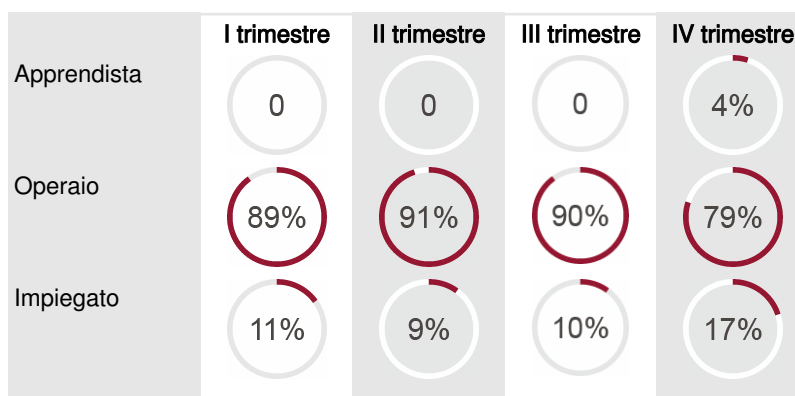 I trimestre II trimestre III trimestre IV trimestre
Apprendista 0 0 0 4%
Operaio 89% 91% 90% 79%
Impiegato 11% 9% 10% 17%